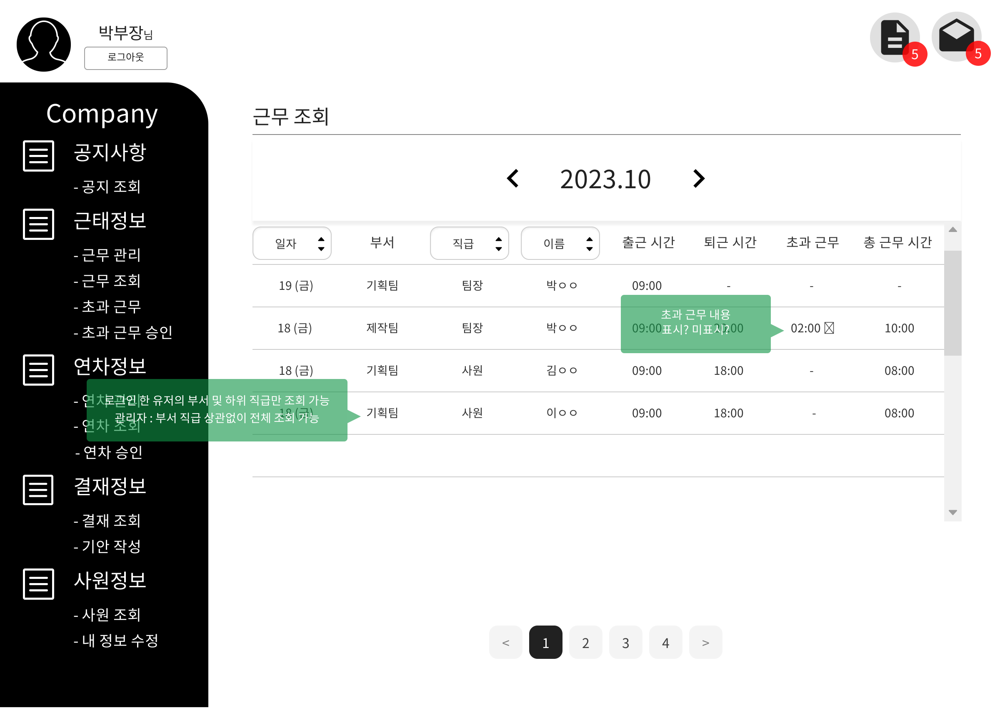 박부장님
로그아웃
5
5
Company
공지사항
- 공지 조회
근태정보
- 근무 관리
- 근무 조회
- 초과 근무
- 초과 근무 승인
연차정보
- 연차 관리
- 연차 조회
- 연차 승인
결재정보
- 결재 조회
- 기안 작성
사원정보
- 사원 조회
- 내 정보 수정
근무 조회
2023.10
일자 부서 직급 이름 출근 시간 퇴근 시간 초과 근무 총 근무 시간
19 (금) 기획팀 팀장 박ㅇㅇ 09:00 - - -
18 (금) 제작팀 팀장 박ㅇㅇ 09:00 20:00 02:00 10:00
초과 근무 내용
표시? 미표시?
18 (금) 기획팀 사원 김ㅇㅇ 09:00 18:00 - 08:00
18 (금) 기획팀 사원 이ㅇㅇ 09:00 18:00 - 08:00
로그인 한 유저의 부서 및 하위 직급만 조회 가능
관리자 : 부서 직급 상관없이 전체 조회 가능
< 1 2 3 4 >